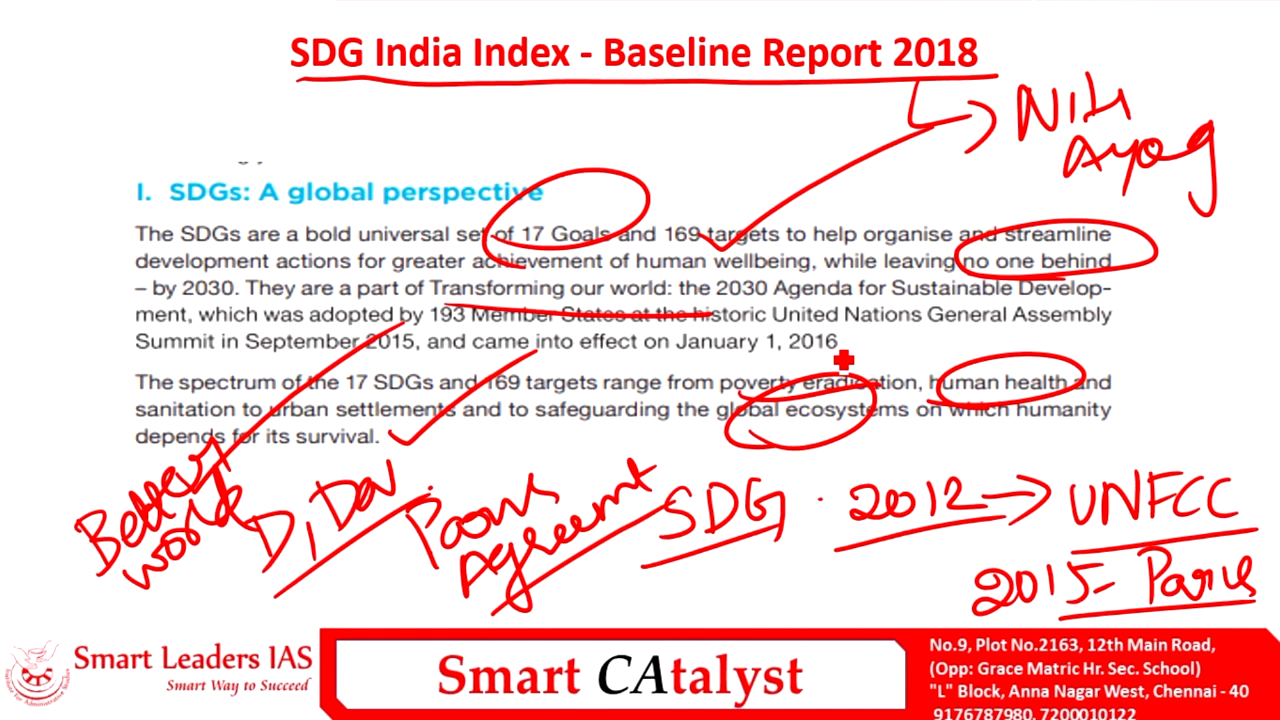 SDG India Index - Baseline Report 2018
Niti
Ayog
I. SDGs: A global perspective
The SDGs are a bold universal set of 17 Goals and 169 targets to help organise and streamline
development actions for greater achievement of human wellbeing, while leaving no one behind
– by 2030. They are a part of Transforming our world: the 2030 Agenda for Sustainable Develop-
ment, which was adopted by 193 Member States at the historic United Nations General Assembly
Summit in September 2015, and came into effect on January 1, 2016
The spectrum of the 17 SDGs and 169 targets range from poverty eradication, human health and
sanitation to urban settlements and to safeguarding the global ecosystems on which humanity
depends for its survival.
Better
world
Paris
Agreement
SDG . 2012 → UNFCC
2015 - Paris
Smart Leaders IAS
Smart Way to Succeed
Smart CAtalyst
No.9, Plot No.2163, 12th Main Road,
(Opp: Grace Matric Hr. Sec. School)
"L" Block, Anna Nagar West, Chennai - 40
9176787980, 7200010122